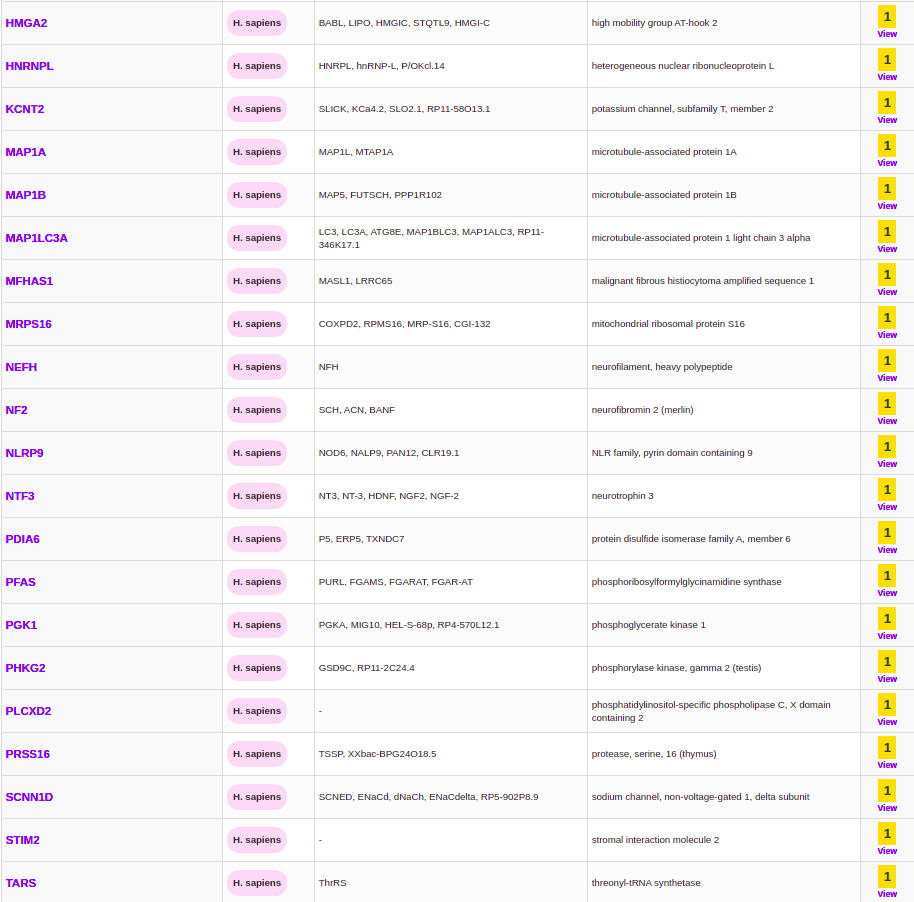 HMGA2 H. sapiens BABL, LIPO, HMGIC, STQTL9, HMGI-C high mobility group AT-hook 2 1
View
HNRNPL H. sapiens HNRPL, hnRNP-L, P/OKcl.14 heterogeneous nuclear ribonucleoprotein L 1
View
KCNT2 H. sapiens SLICK, KCa4.2, SLO2.1, RP11-58O13.1 potassium channel, subfamily T, member 2 1
View
MAP1A H. sapiens MAP1L, MTAP1A microtubule-associated protein 1A 1
View
MAP1B H. sapiens MAP5, FUTSCH, PPP1R102 microtubule-associated protein 1B 1
View
MAP1LC3A H. sapiens LC3, LC3A, ATG8E, MAP1BLC3, MAP1ALC3, RP11-
346K17.1 microtubule-associated protein 1 light chain 3 alpha 1
View
MFHAS1 H. sapiens MASL1, LRRC65 malignant fibrous histiocytoma amplified sequence 1 1
View
MRPS16 H. sapiens COXPD2, RPMS16, MRP-S16, CGI-132 mitochondrial ribosomal protein S16 1
View
NEFH H. sapiens NFH neurofilament, heavy polypeptide 1
View
NF2 H. sapiens SCH, ACN, BANF neurofibromin 2 (merlin) 1
View
NLRP9 H. sapiens NOD6, NALP9, PAN12, CLR19.1 NLR family, pyrin domain containing 9 1
View
NTF3 H. sapiens NT3, NT-3, HDNF, NGF2, NGF-2 neurotrophin 3 1
View
PDIA6 H. sapiens P5, ERP5, TXNDC7 protein disulfide isomerase family A, member 6 1
View
PFAS H. sapiens PURL, FGAMS, FGARAT, FGAR-AT phosphoribosylformylglycinamidine synthase 1
View
PGK1 H. sapiens PGKA, MIG10, HEL-S-68p, RP4-570L12.1 phosphoglycerate kinase 1 1
View
PHKG2 H. sapiens GSD9C, RP11-2C24.4 phosphorylase kinase, gamma 2 (testis) 1
View
PLCXD2 H. sapiens - phosphatidylinositol-specific phospholipase C, X domain
containing 2 1
View
PRSS16 H. sapiens TSSP, XXbac-BPG24O18.5 protease, serine, 16 (thymus) 1
View
SCNN1D H. sapiens SCNED, ENaCd, dNaCh, ENaCdelta, RP5-902P8.9 sodium channel, non-voltage-gated 1, delta subunit 1
View
STIM2 H. sapiens - stromal interaction molecule 2 1
View
TARS H. sapiens ThrRS threonyl-tRNA synthetase 1
View